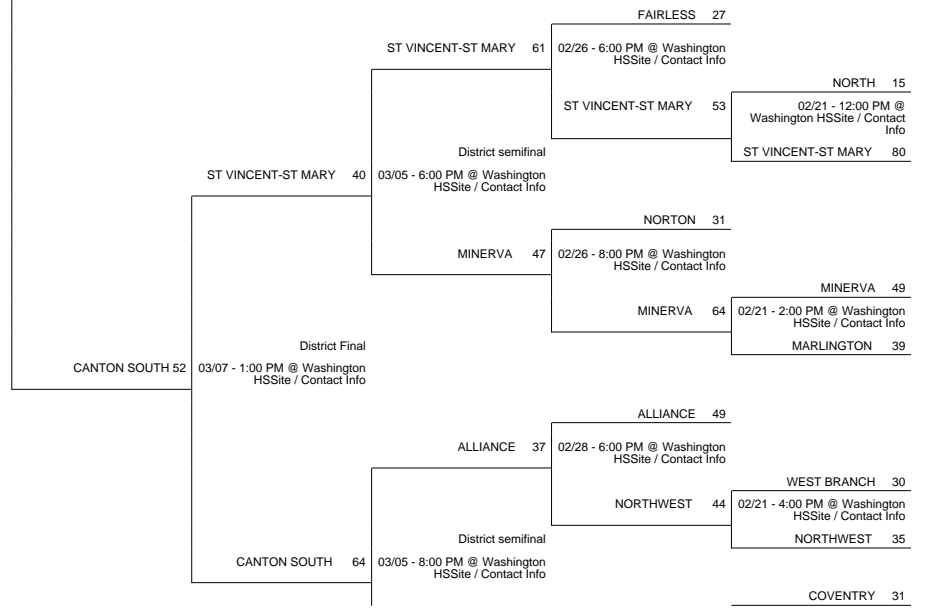 FAIRLESS 27
ST VINCENT-ST MARY 61
02/26 - 6:00 PM @ Washington
HSSite / Contact Info
NORTH 15
ST VINCENT-ST MARY 53
02/21 - 12:00 PM @
Washington HSSite / Contact
Info
District semifinal
ST VINCENT-ST MARY 80
ST VINCENT-ST MARY 40
03/05 - 6:00 PM @ Washington
HSSite / Contact Info
NORTON 31
MINERVA 47
02/26 - 8:00 PM @ Washington
HSSite / Contact Info
MINERVA 49
MINERVA 64
02/21 - 2:00 PM @ Washington
HSSite / Contact Info
District Final
MARLINGTON 39
CANTON SOUTH 52
03/07 - 1:00 PM @ Washington
HSSite / Contact Info
ALLIANCE 49
ALLIANCE 37
02/28 - 6:00 PM @ Washington
HSSite / Contact Info
WEST BRANCH 30
NORTHWEST 44
02/21 - 4:00 PM @ Washington
HSSite / Contact Info
District semifinal
NORTHWEST 35
CANTON SOUTH 64
03/05 - 8:00 PM @ Washington
HSSite / Contact Info
COVENTRY 31